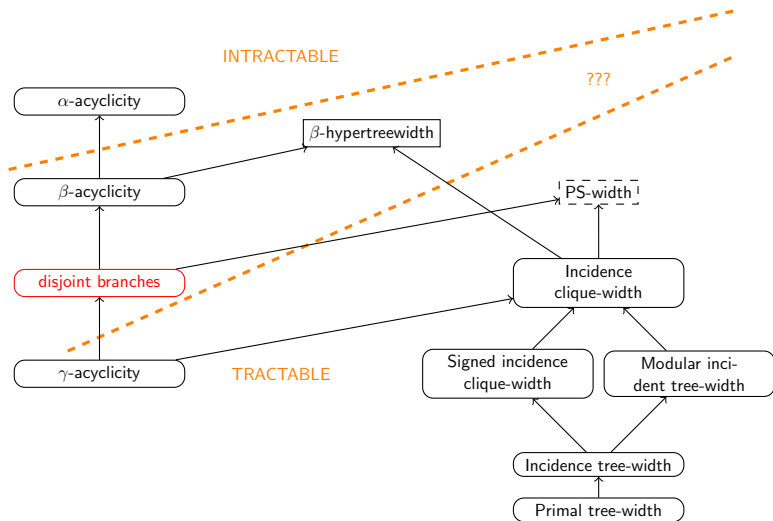 INTRACTABLE
???
α-acyclicity
β-hypertreewidth
β-acyclicity
PS-width
disjoint branches
Incidence
clique-width
γ-acyclicity
TRACTABLE
Signed incidence
clique-width
Modular inci-
dent tree-width
Incidence tree-width
Primal tree-width